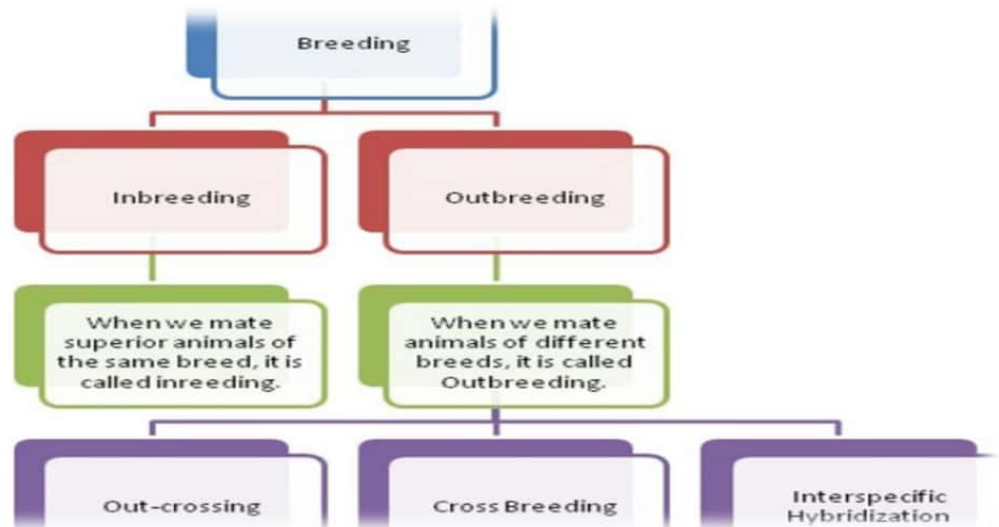 Breeding
Inbreeding
Outbreeding
When we mate
superior animals of
the same breed, it is
called inreeding.
When we mate
animals of different
breeds, it is called
Outbreeding.
Out-crossing
Cross Breeding
Interspecific
Hybridization